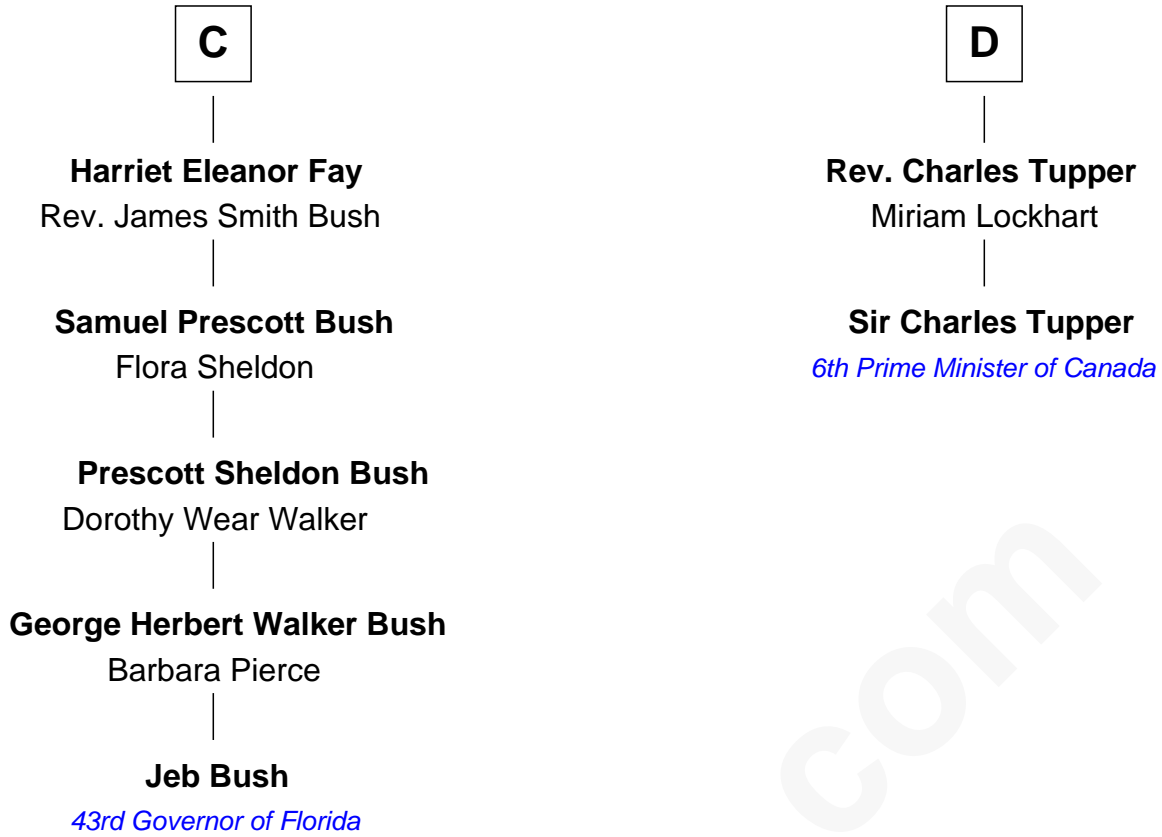 C
Harriet Eleanor Fay
Rev. James Smith Bush
Samuel Prescott Bush
Flora Sheldon
Prescott Sheldon Bush
Dorothy Wear Walker
George Herbert Walker Bush
Barbara Pierce
Jeb Bush
43rd Governor of Florida
D
Rev. Charles Tupper
Miriam Lockhart
Sir Charles Tupper
6th Prime Minister of Canada
com